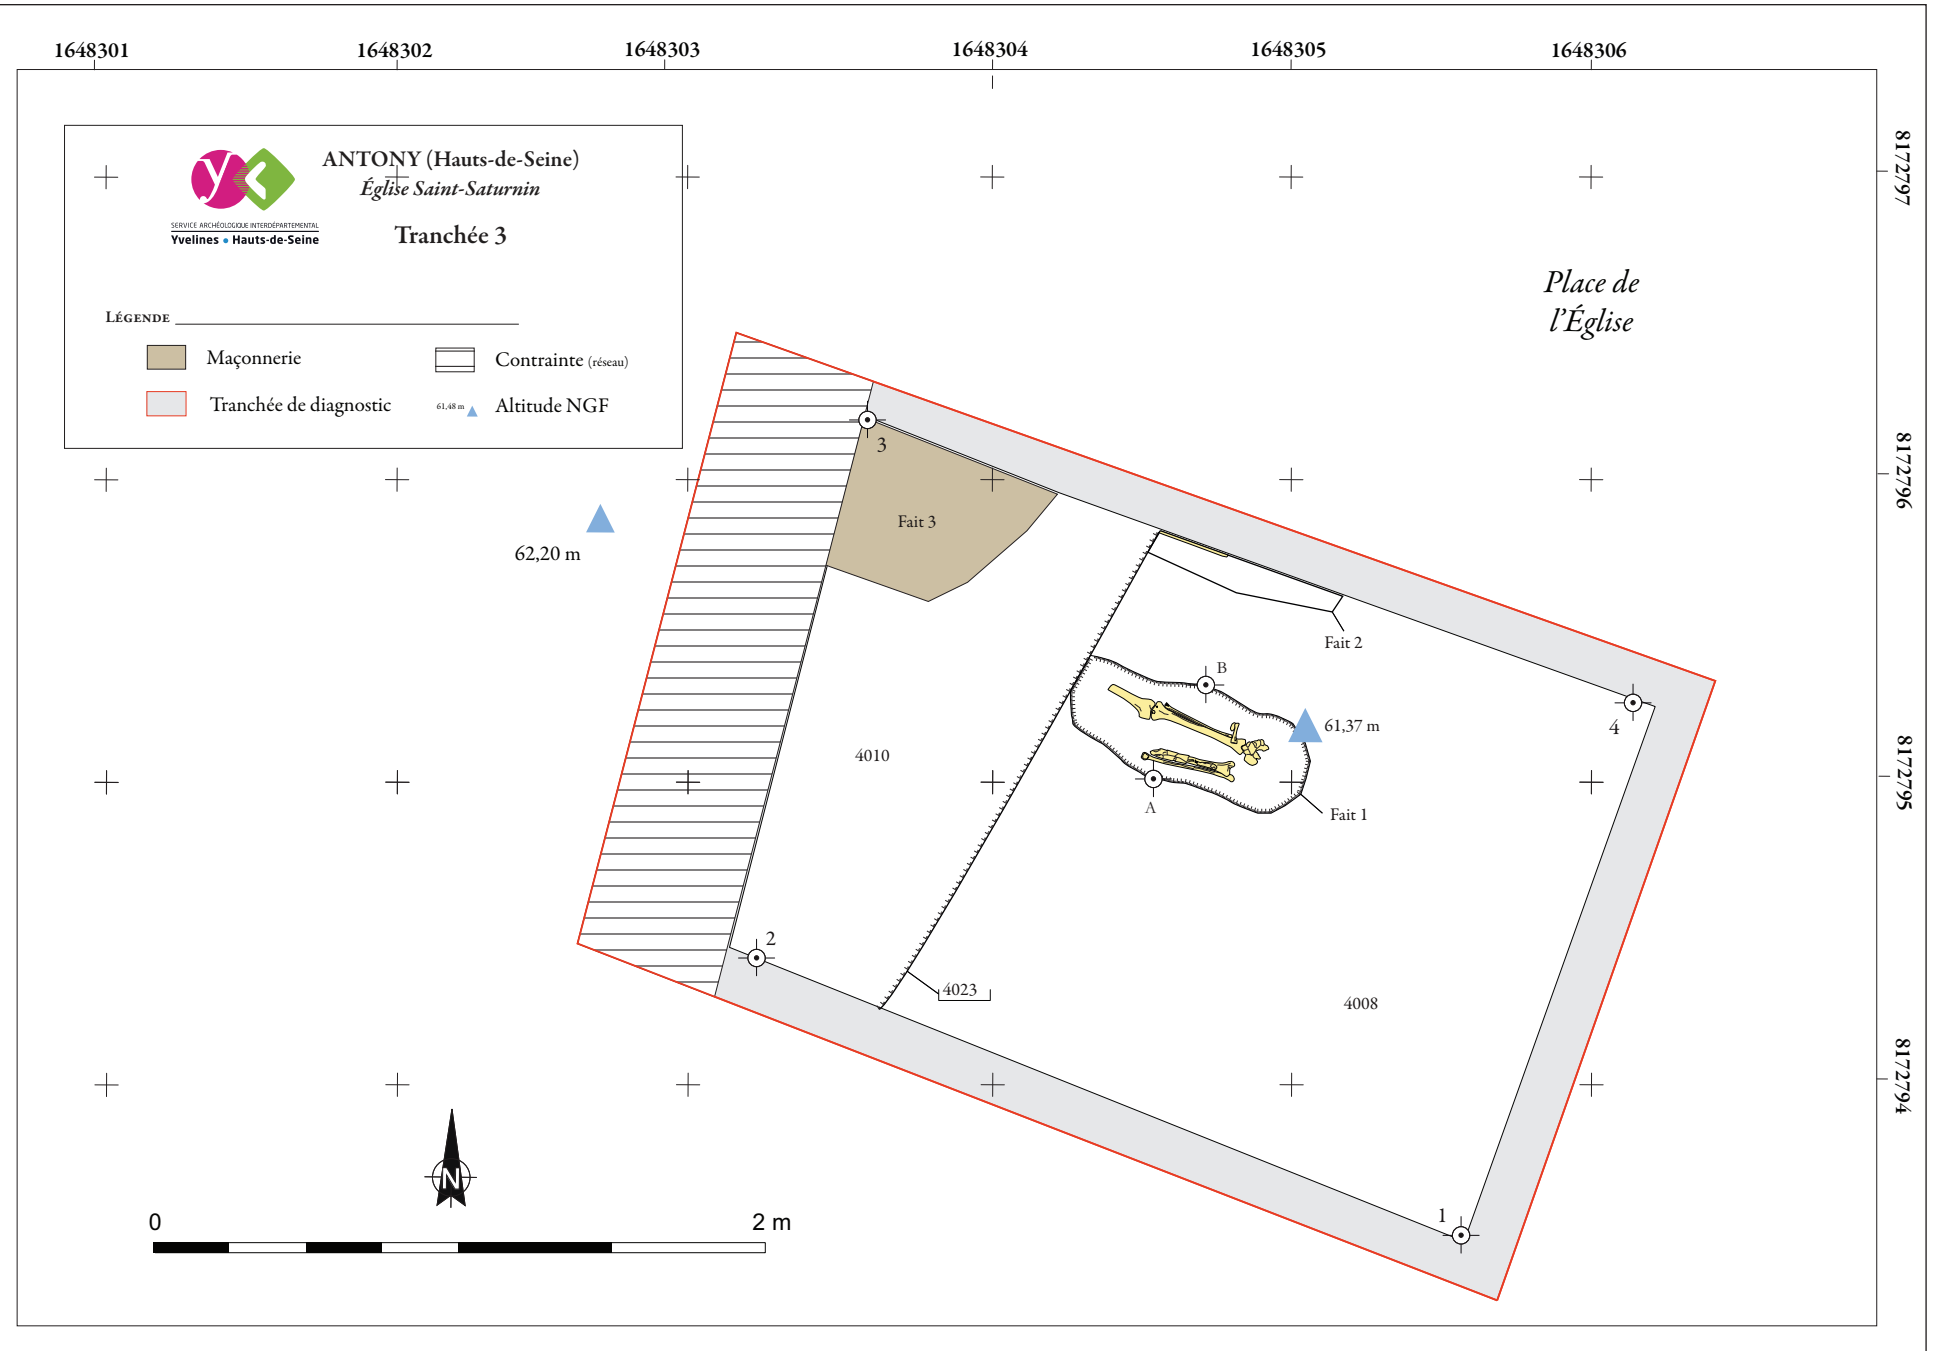 1648301 1648302 1648303 1648304 1648305 1648306
yc
SERVICE ARCHÉOLOGIQUE INTERDÉPARTEMENTAL
Yvelines • Hauts-de-Seine
ANTONY (Hauts-de-Seine)
Église Saint-Saturnin
Tranchée 3
LÉGENDE
Maçonnerie
Contrainte (réseau)
Tranchée de diagnostic
61,48 m
Altitude NGF
8172797
Place de
l'Église
8172796
3
Fait 3
62,20 m
Fait 2
B
4
61,37 m
4010
8172795
A
Fait 1
2
4023
4008
8172794
N
1
0 2 m